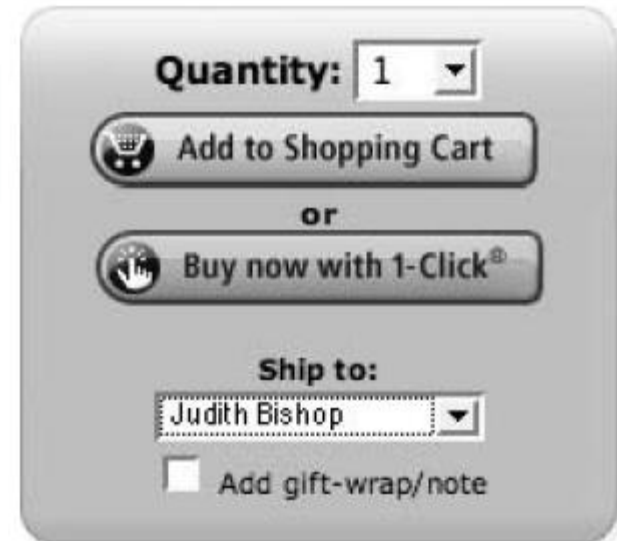 Quantity: 1
Add to Shopping Cart
or
Buy now with 1-Click®
Ship to:
Judith Bishop
Add gift-wrap/note